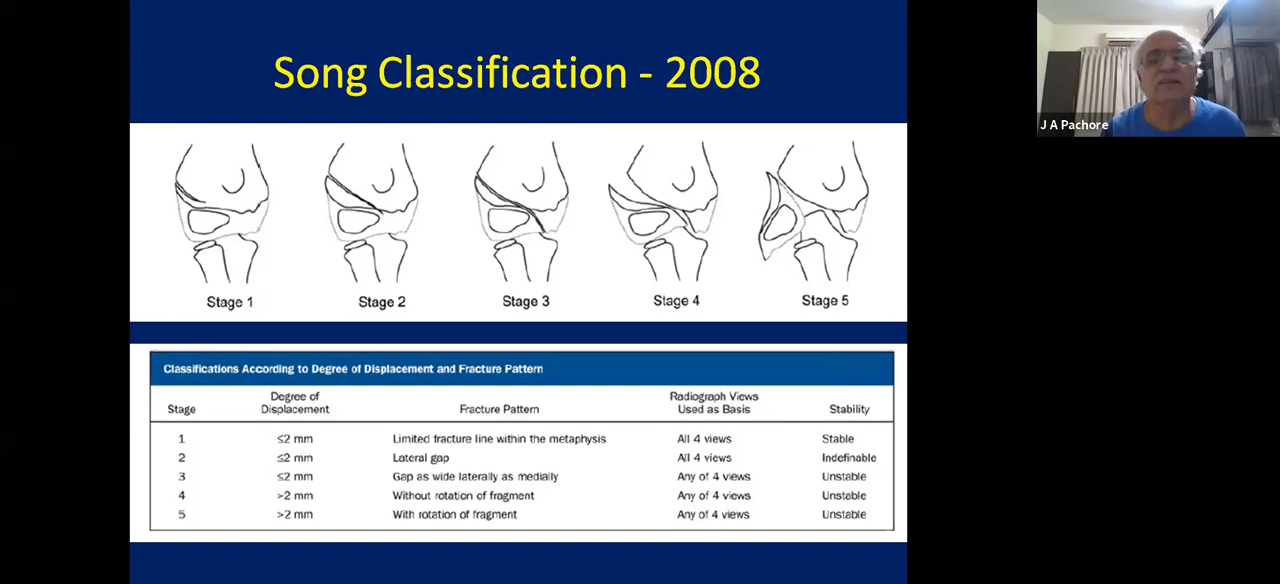 Song Classification - 2008
J A Pachore
Stage 1 Stage 2 Stage 3 Stage 4 Stage 5
Classifications According to Degree of Displacement and Fracture Pattern
Stage Degree of Displacement Fracture Pattern Radiograph Views Used as Basis Stability
1 ≤2 mm Limited fracture line within the metaphysis All 4 views Stable
2 ≤2 mm Lateral gap All 4 views Indefinable
3 ≤2 mm Gap as wide laterally as medially Any of 4 views Unstable
4 >2 mm Without rotation of fragment Any of 4 views Unstable
5 >2 mm With rotation of fragment Any of 4 views Unstable